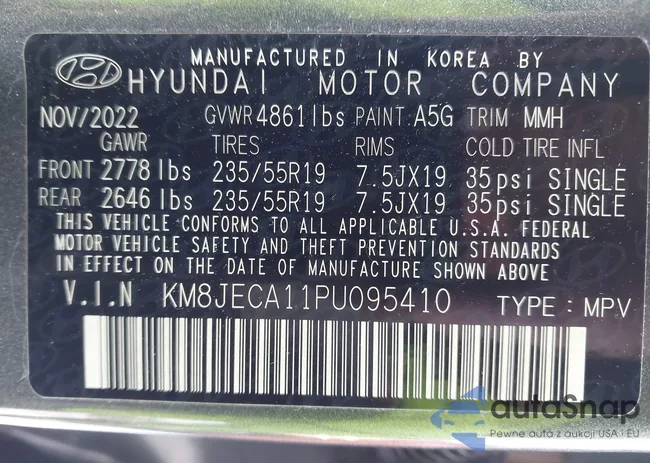 MANUFACTURED IN KOREA BY
HYUNDAI MOTOR COMPANY
NOV/2022 GVWR 4861lbs PAINT A5G TRIM MMH
GAWR TIRES RIMS COLD TIRE INFL
FRONT 2778 lbs 235/55R19 7.5JX19 35psi SINGLE
REAR 2646 lbs 235/55R19 7.5JX19 35psi SINGLE
THIS VEHICLE CONFORMS TO ALL APPLICABLE U.S.A. FEDERAL
MOTOR VEHICLE SAFETY AND THEFT PREVENTION STANDARDS
IN EFFECT ON THE DATE OF MANUFACTURE SHOWN ABOVE
V.I.N KM8JECA11PU095410 TYPE : MPV
autoSnap
Pewne auta z aukcji USA i EU